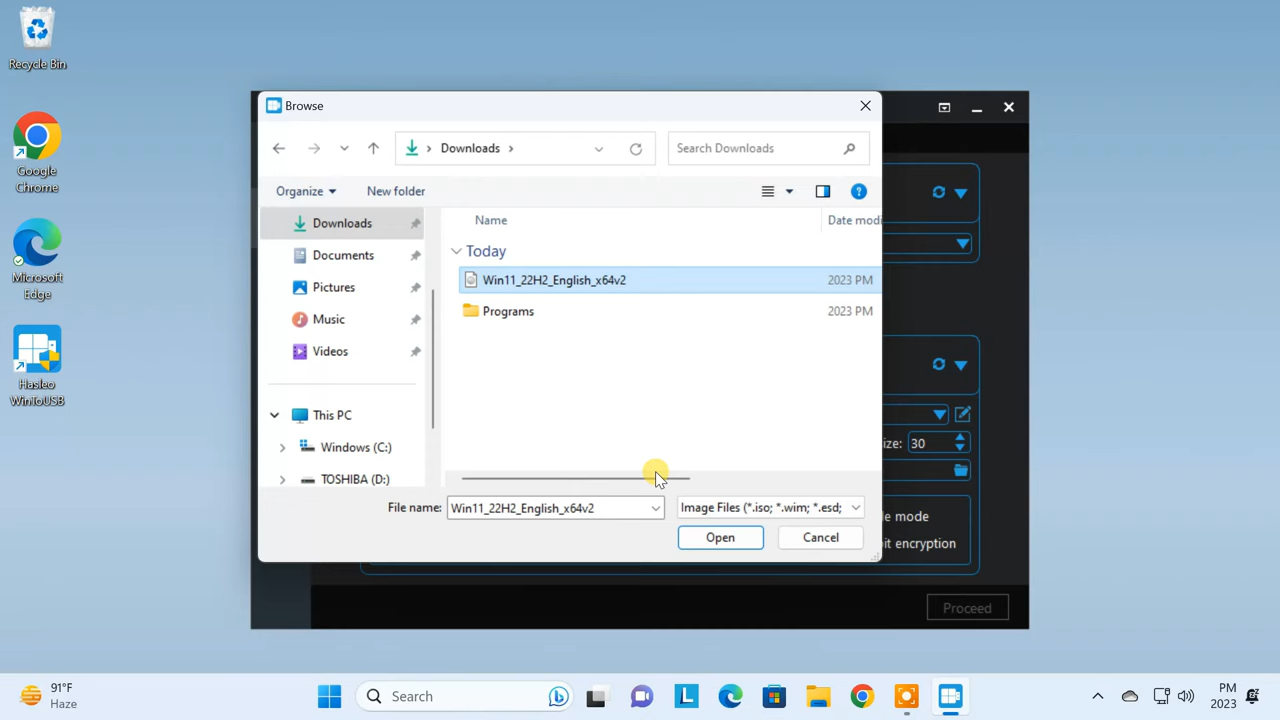 Recycle Bin
Google
Chrome
Microsoft
Edge
Hasleo
WinToUSB
Browse
Downloads
Search Downloads
Organize
New folder
Name
Date modi
Downloads
Documents
Pictures
Music
Videos
This PC
Windows (C:)
TOSHIBA (D:)
Today
Win11_22H2_English_x64v2
2023 PM
Programs
2023 PM
File name:
Win11_22H2_English_x64v2
Image Files (*.iso; *.wim; *.esd;
Open
Cancel
ize: 30
le mode
it encryption
Proceed
91°F
Haze
Search
PM
2023